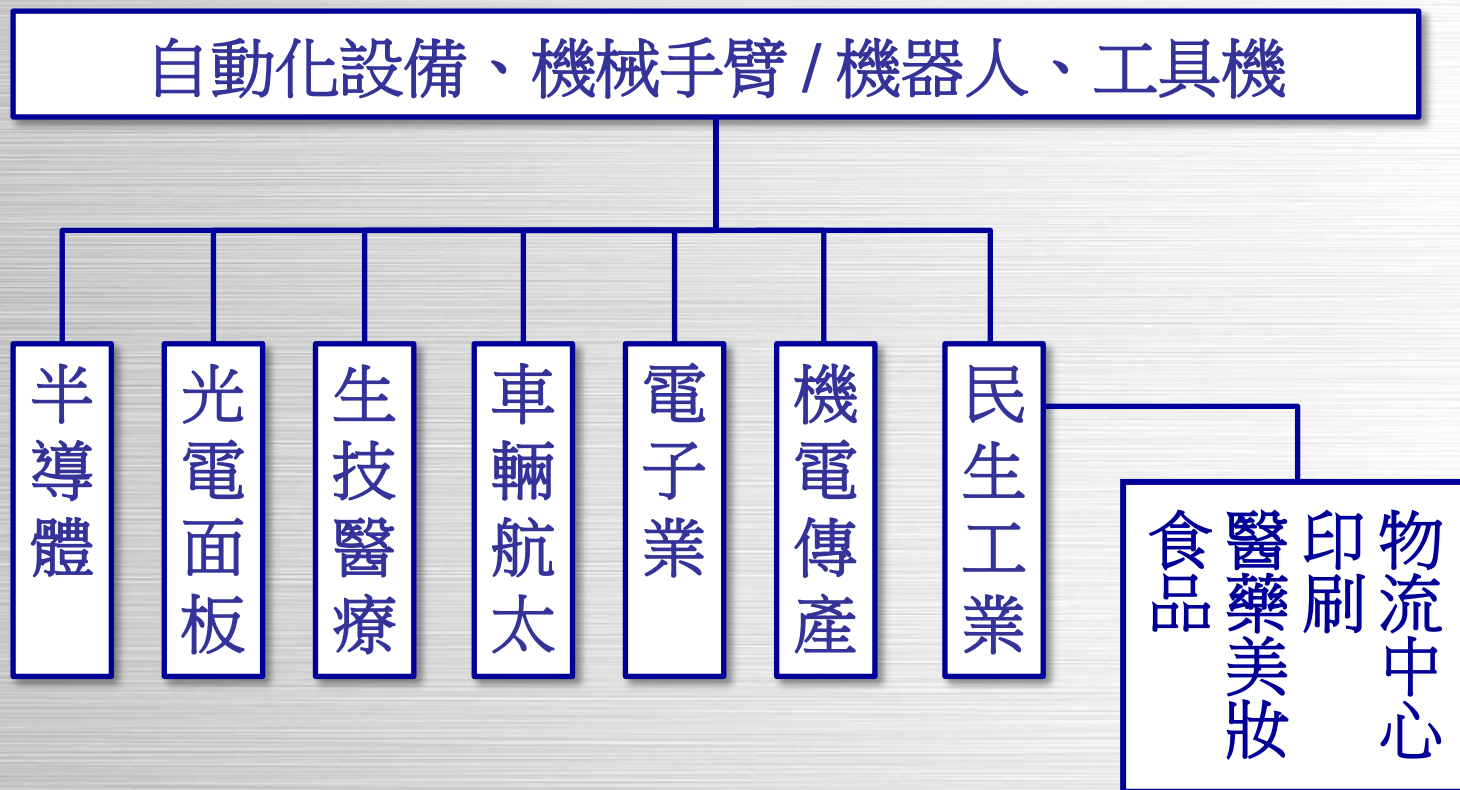 自動化設備、機械手臂 / 機器人、工具機
半導體
光電面板
生技醫療
車輛航太
電子業
機電傳產
民生工業
物流中心
印刷
醫藥美妝
食品